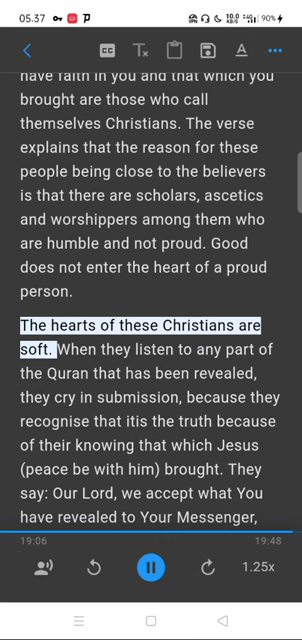 05.37
10.0 KB/S
90%
CC
A
have faith in you and that which you
brought are those who call
themselves Christians. The verse
explains that the reason for these
people being close to the believers
is that there are scholars, ascetics
and worshippers among them who
are humble and not proud. Good
does not enter the heart of a proud
person.
The hearts of these Christians are
soft. When they listen to any part of
the Quran that has been revealed,
they cry in submission, because they
recognise that itis the truth because
of their knowing that which Jesus
(peace be with him) brought. They
say: Our Lord, we accept what You
have revealed to Your Messenger,
19:06
19:48
1.25x